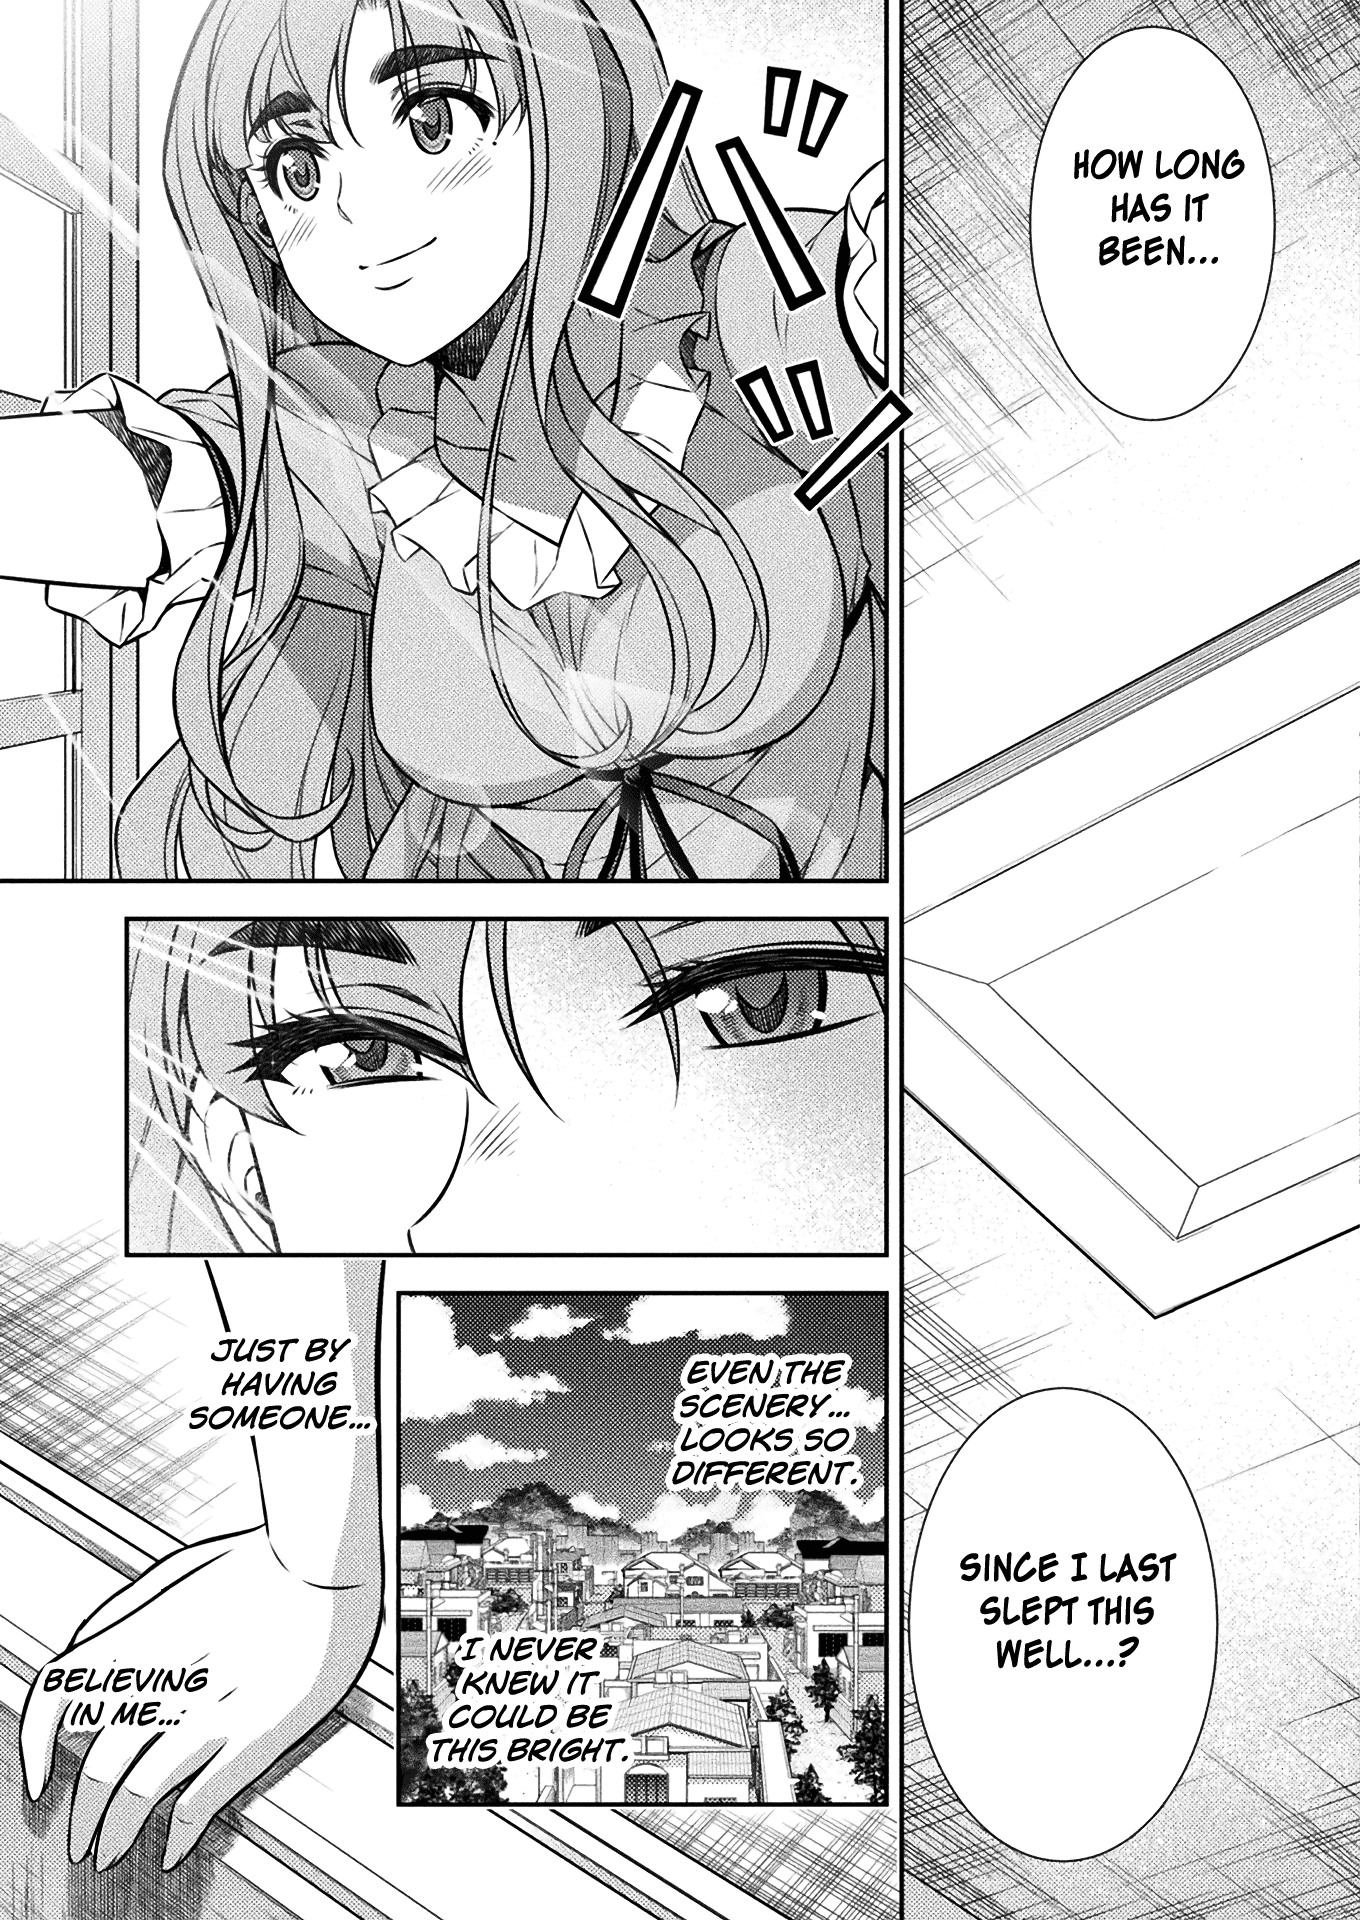 HOW LONG
HAS IT
BEEN...
SINCE I LAST
SLEPT THIS
WELL...?
EVEN THE
SCENERY...
LOOKS SO
DIFFERENT.
I NEVER
KNEW IT
COULD BE
THIS BRIGHT.
JUST BY
HAVING
SOMEONE...
BELIEVING
IN ME...